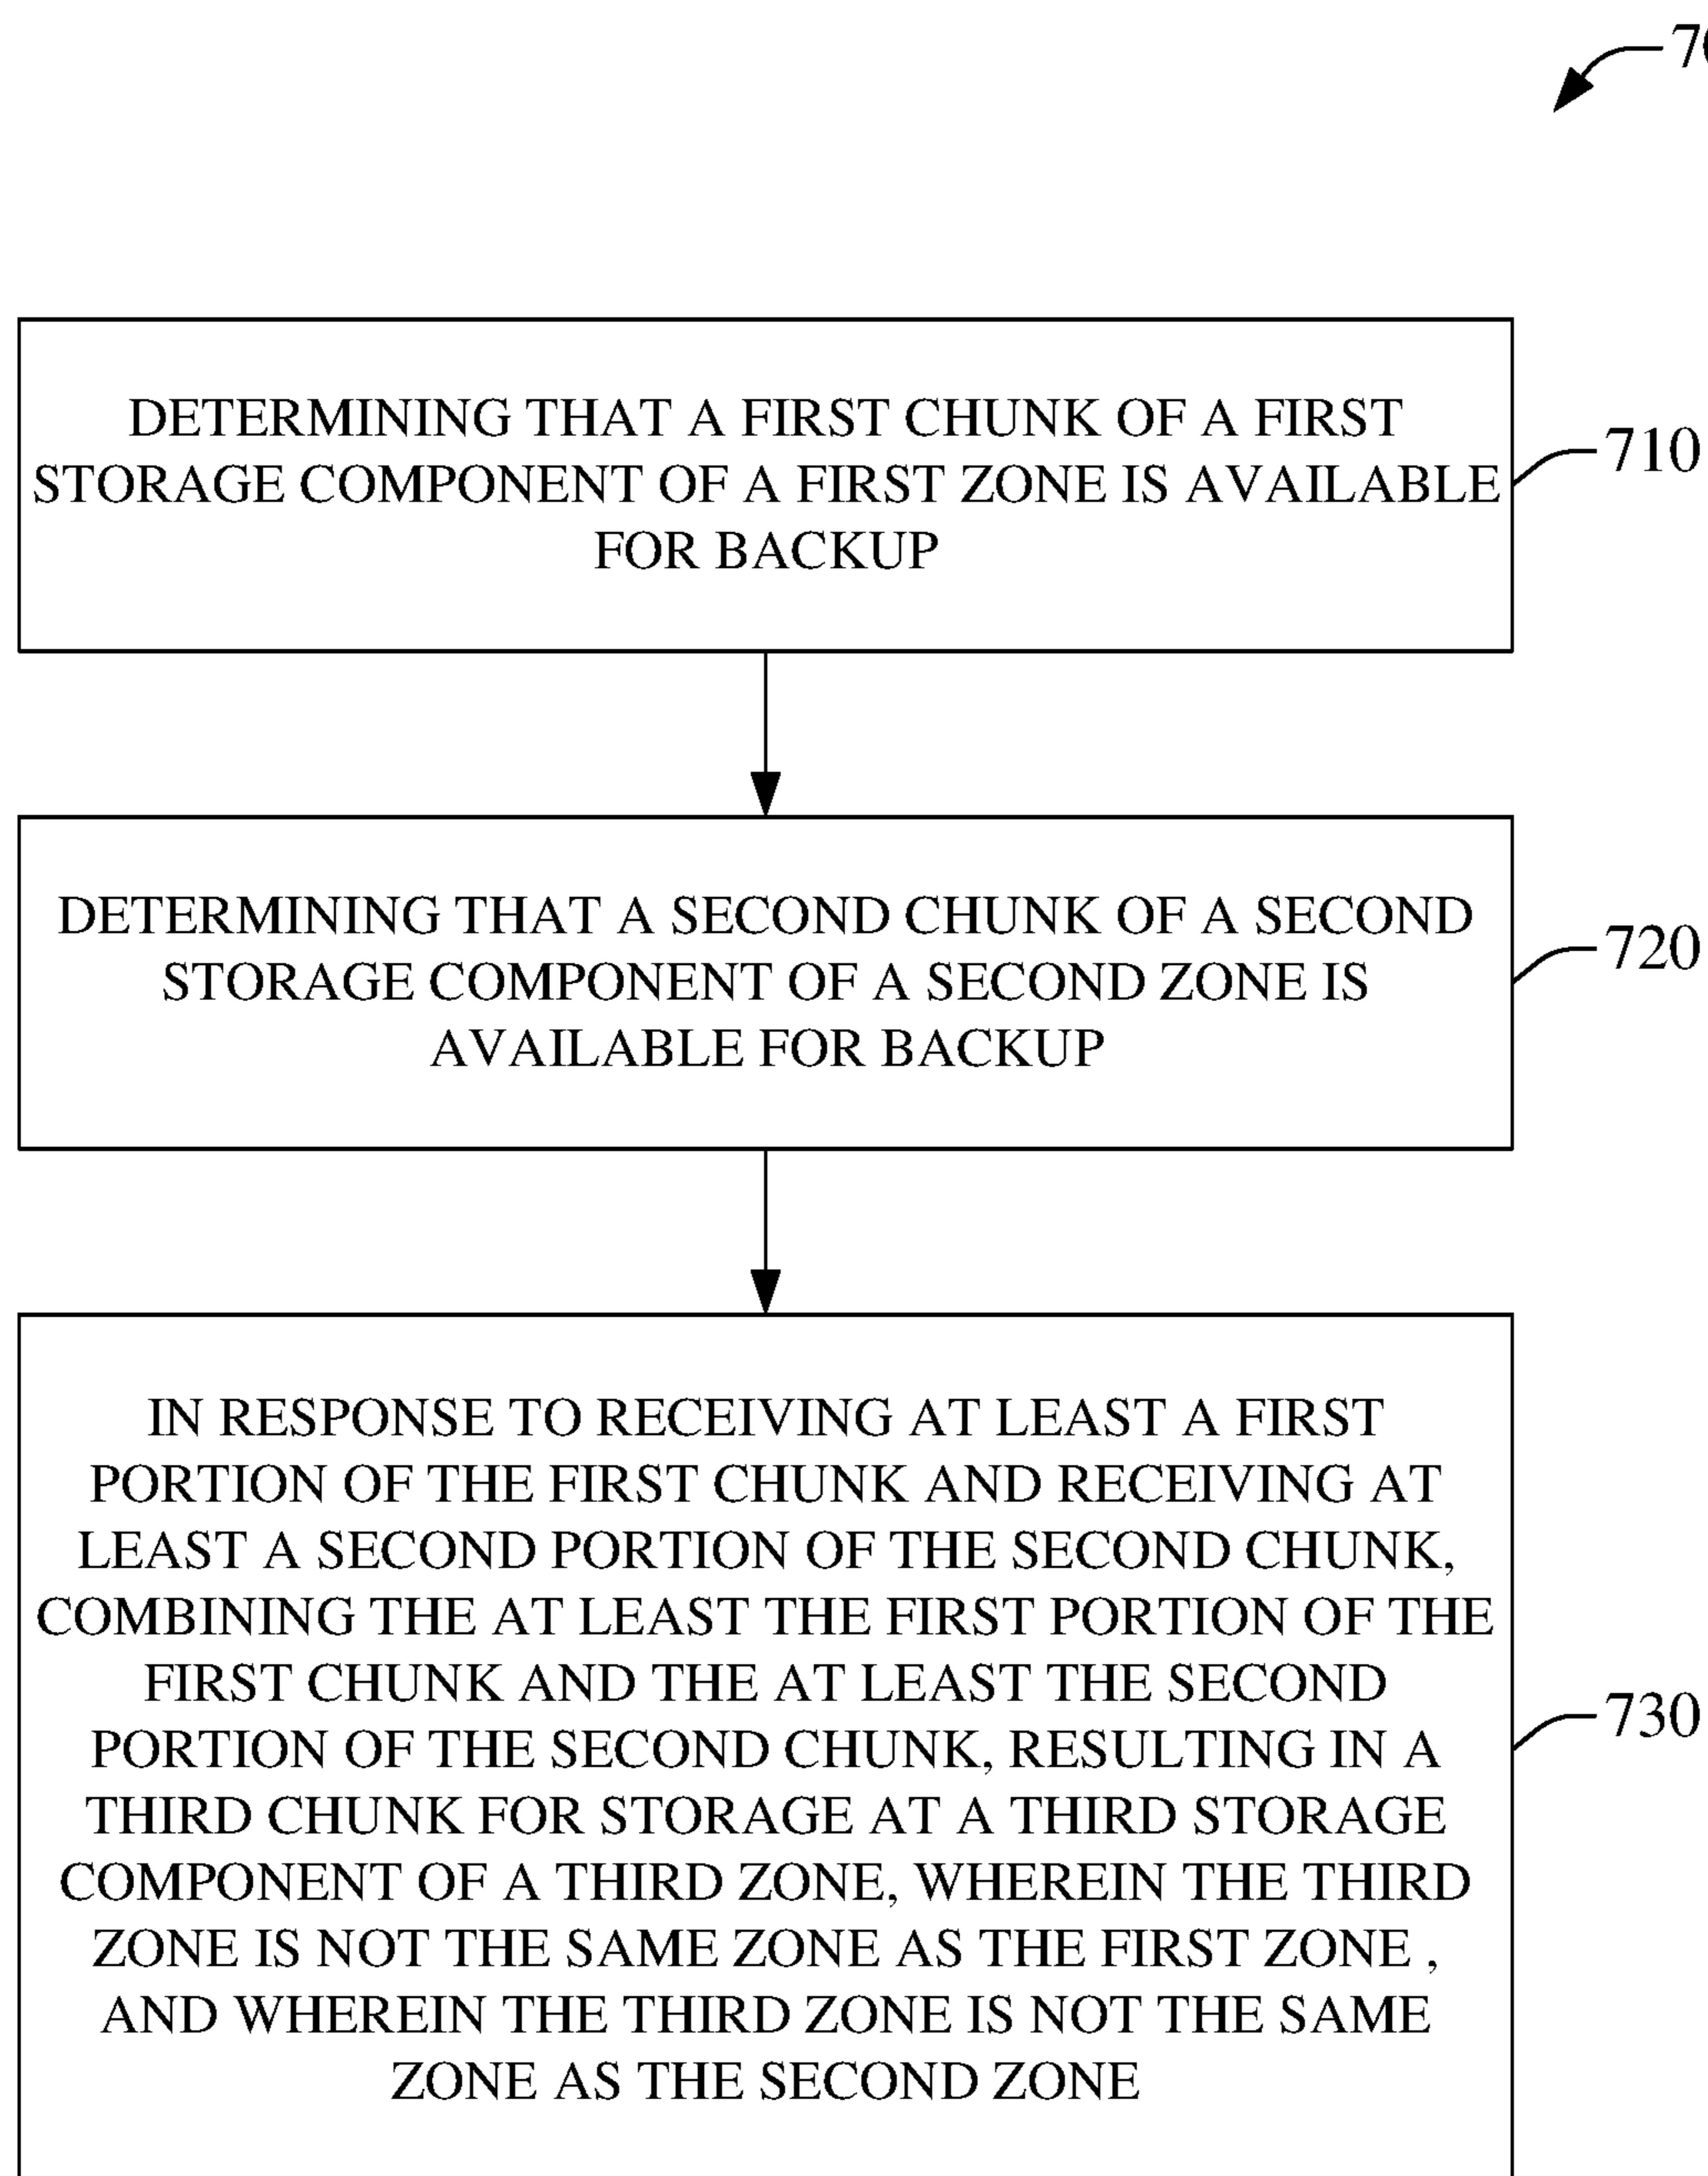 DETERMINING THAT A FIRST CHUNK OF A FIRST
STORAGE COMPONENT OF A FIRST ZONE IS AVAILABLE
FOR BACKUP
710
DETERMINING THAT A SECOND CHUNK OF A SECOND
STORAGE COMPONENT OF A SECOND ZONE IS
AVAILABLE FOR BACKUP
720
IN RESPONSE TO RECEIVING AT LEAST A FIRST
PORTION OF THE FIRST CHUNK AND RECEIVING AT
LEAST A SECOND PORTION OF THE SECOND CHUNK,
COMBINING THE AT LEAST THE FIRST PORTION OF THE
FIRST CHUNK AND THE AT LEAST THE SECOND
PORTION OF THE SECOND CHUNK, RESULTING IN A
THIRD CHUNK FOR STORAGE AT A THIRD STORAGE
COMPONENT OF A THIRD ZONE, WHEREIN THE THIRD
ZONE IS NOT THE SAME ZONE AS THE FIRST ZONE ,
AND WHEREIN THE THIRD ZONE IS NOT THE SAME
ZONE AS THE SECOND ZONE
730